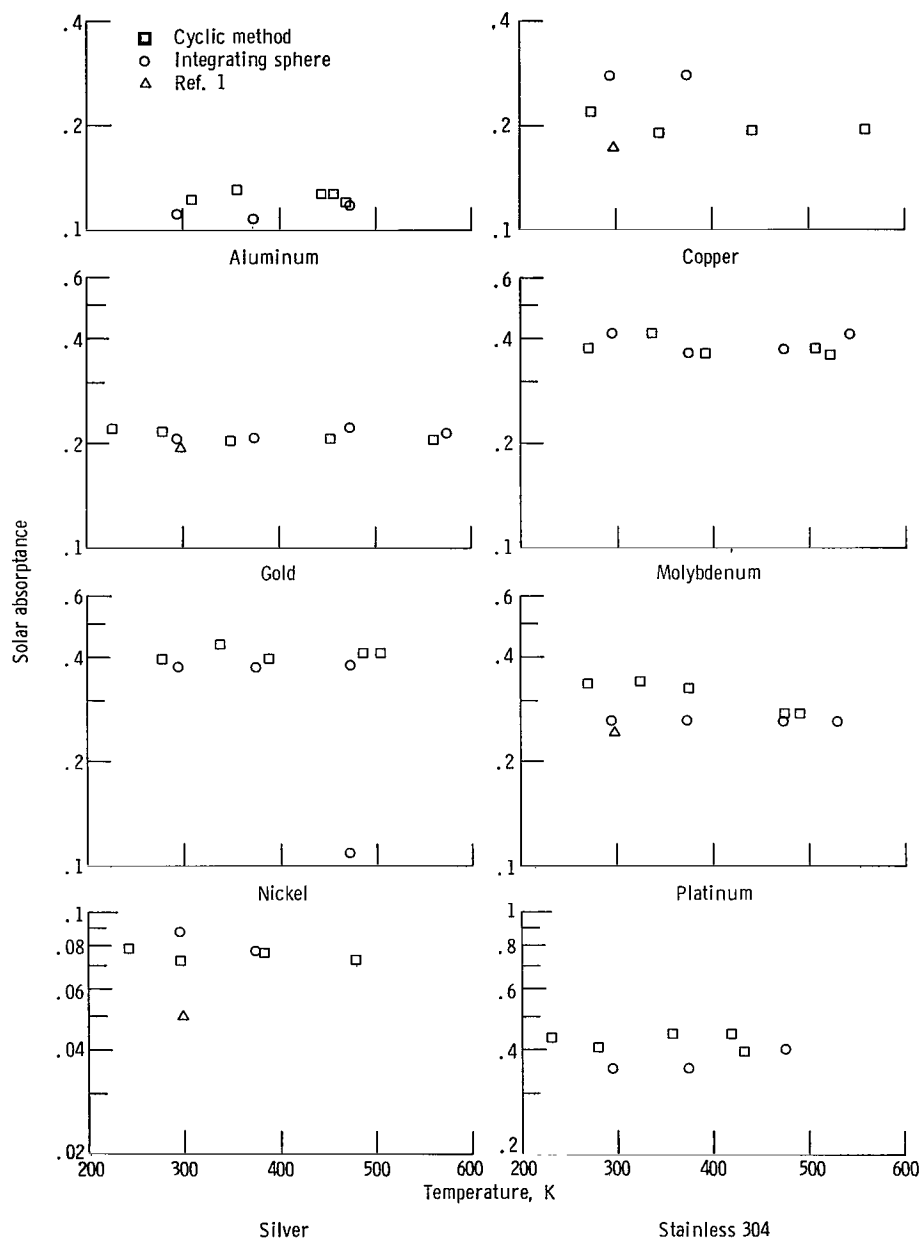 .4
□ Cyclic method
○ Integrating sphere
△ Ref. 1
.2
.1
Aluminum
.4
.2
.1
Copper
.6
.4
.2
.1
Gold
.6
.4
.2
.1
Molybdenum
Solar absorptance
.6
.4
.2
.1
Nickel
.6
.4
.2
.1
Platinum
.1
.08
.06
.04
.02
200 300 400 500 600
Silver
1
.8
.6
.4
.2
200 300 400 500 600
Temperature, K
Stainless 304